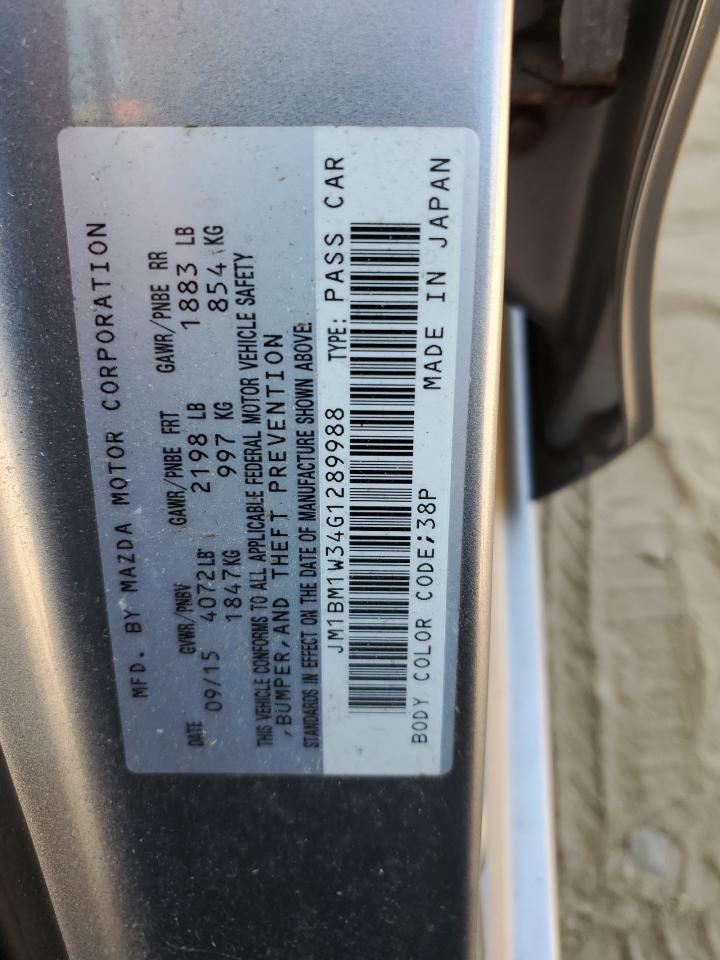 MFD. BY MAZDA MOTOR CORPORATION
DATE GVWR/PNBV GAWR/PNBE FRT GAWR/PNBE RR
09/15 4072LB 2198 LB 1883 LB
1847KG 997 KG 854 KG
THIS VEHICLE CONFORMS TO ALL APPLICABLE FEDERAL MOTOR VEHICLE SAFETY
,BUMPER,AND THEFT PREVENTION
STANDARDS IN EFFECT ON THE DATE OF MANUFACTURE SHOWN ABOVE.
JM1BM1W34G1289988 TYPE: PASS CAR
BODY COLOR CODE;38P MADE IN JAPAN